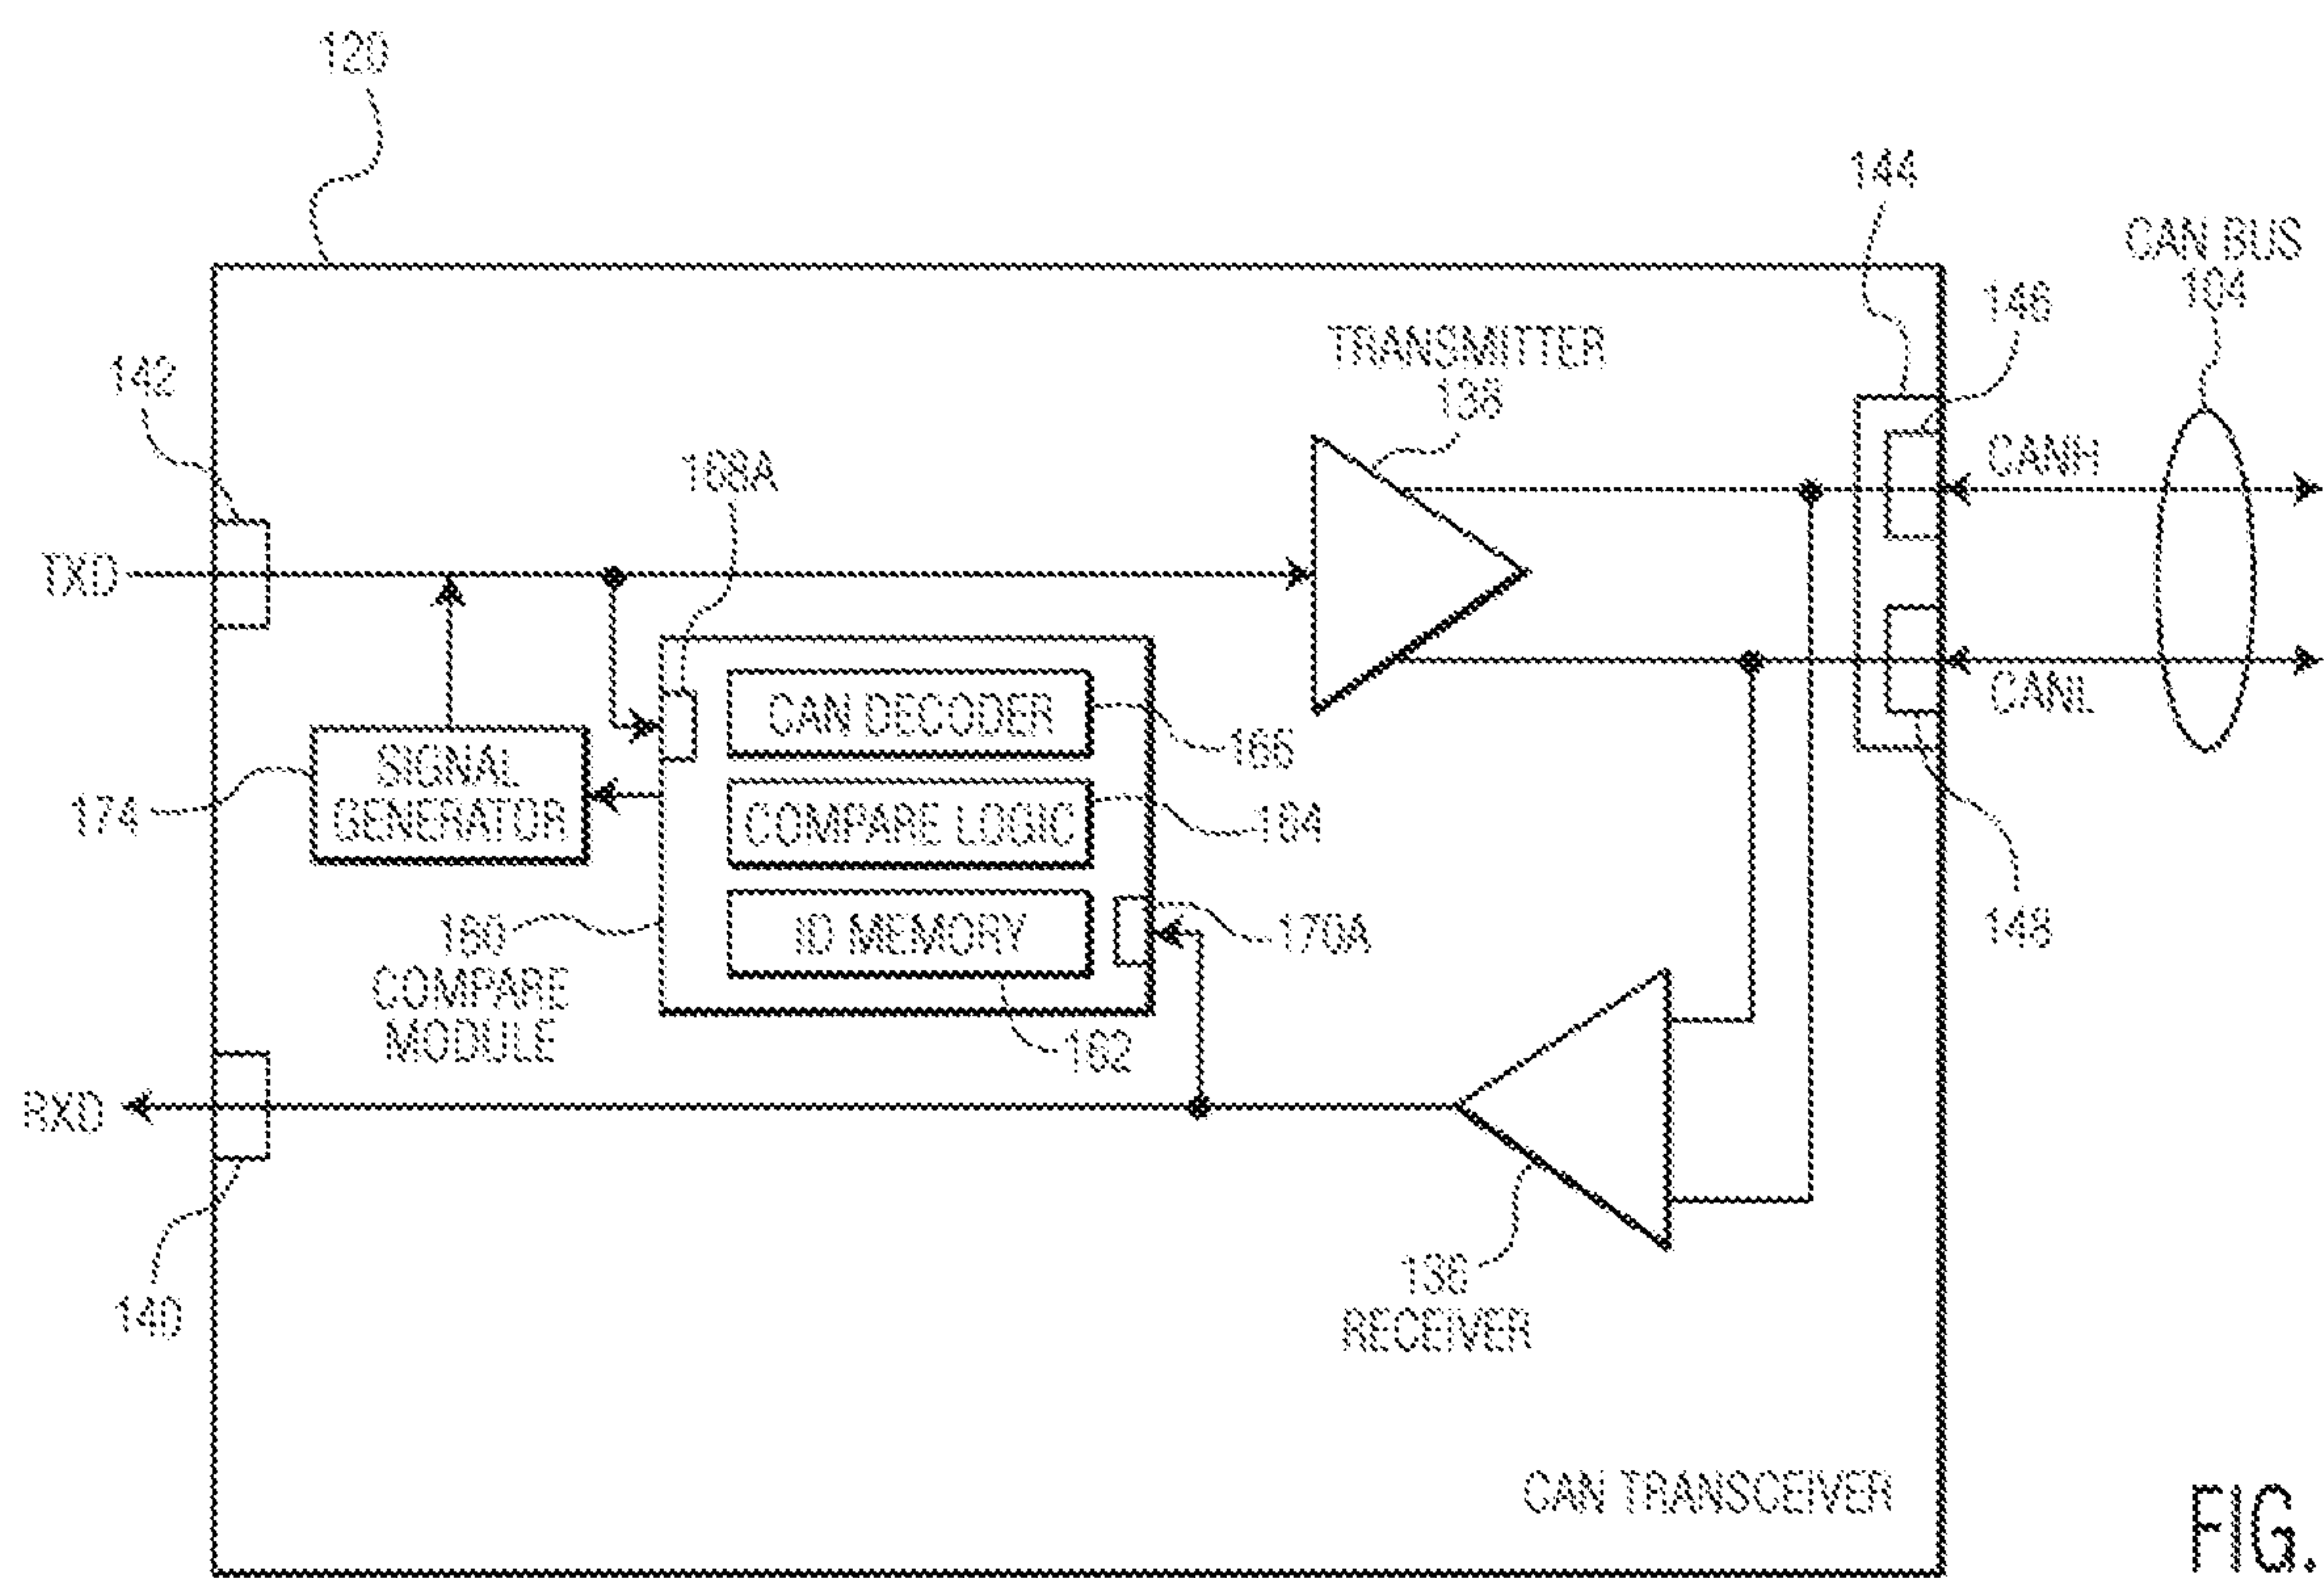 120
144
CAN BUS
104
146
TRANSMITTER
138
142
168A
CANH
TXD
CAN DECODER
166
CANL
SIGNAL
GENERATOR
174
COMPARE LOGIC
164
160
COMPARE
MODULE
ID MEMORY
170A
148
162
RXD
140
136
RECEIVER
CAN TRANSCEIVER
FIG.